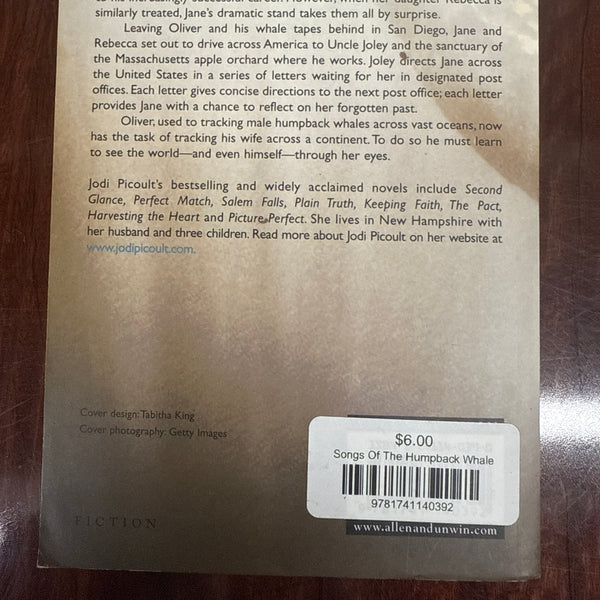 to his increasingly successful career. However, when her daughter Rebecca is
similarly treated, Jane's dramatic stand takes them all by surprise.
Leaving Oliver and his whale tapes behind in San Diego, Jane and
Rebecca set out to drive across America to Uncle Joley and the sanctuary of
the Massachusetts apple orchard where he works. Joley directs Jane across
the United States in a series of letters waiting for her in designated post
offices. Each letter gives concise directions to the next post office; each letter
provides Jane with a chance to reflect on her forgotten past.
Oliver, used to tracking male humpback whales across vast oceans, now
has the task of tracking his wife across a continent. To do so he must learn
to see the world—and even himself—through her eyes.
Jodi Picoult's bestselling and widely acclaimed novels include Second
Glance, Perfect Match, Salem Falls, Plain Truth, Keeping Faith, The Pact,
Harvesting the Heart and Picture Perfect. She lives in New Hampshire with
her husband and three children. Read more about Jodi Picoult on her website at
www.jodipicoult.com.
Cover design: Tabitha King
Cover photography: Getty Images
$6.00
Songs Of The Humpback Whale
9781741140392
FICTION
www.allenandunwin.com